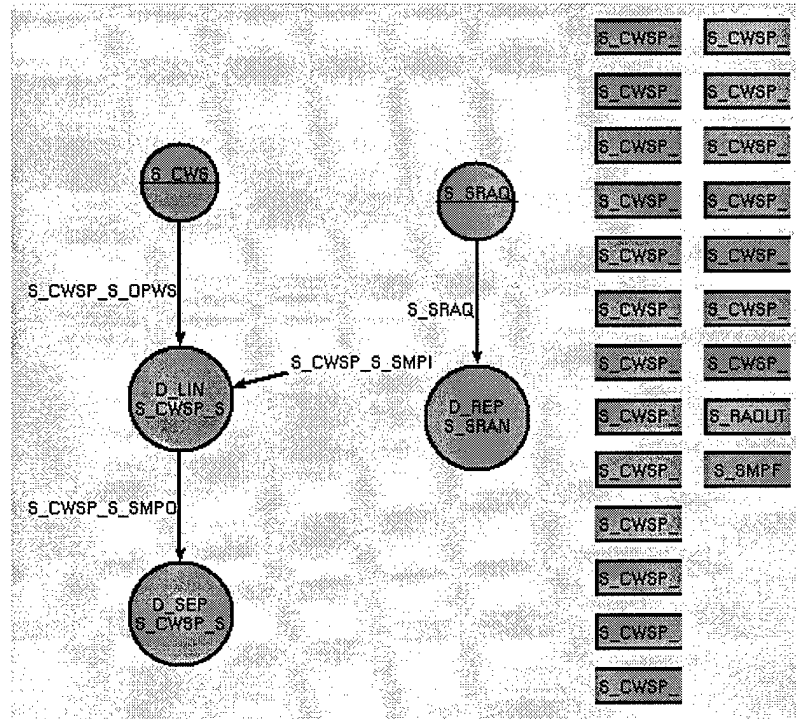 S_CWS
S_SRAQ
S_CWSP_S_OPWS
S_SRAQ
S_CWSP_S_SMPI
D_LIN
S_CWSP_S
D_REP
S_SRAN
S_CWSP_S_SMPO
D_SEP
S_CWSP_S
S_CWSP_ S_CWSP_
S_CWSP_ S_CWSP_
S_CWSP_ S_CWSP_
S_CWSP_ S_CWSP_
S_CWSP_ S_CWSP_
S_CWSP_ S_CWSP_
S_CWSP_ S_CWSP_
S_CWSP_ S_RAOUT
S_CWSP_ S_SMPF
S_CWSP_
S_CWSP_
S_CWSP_
S_CWSP_